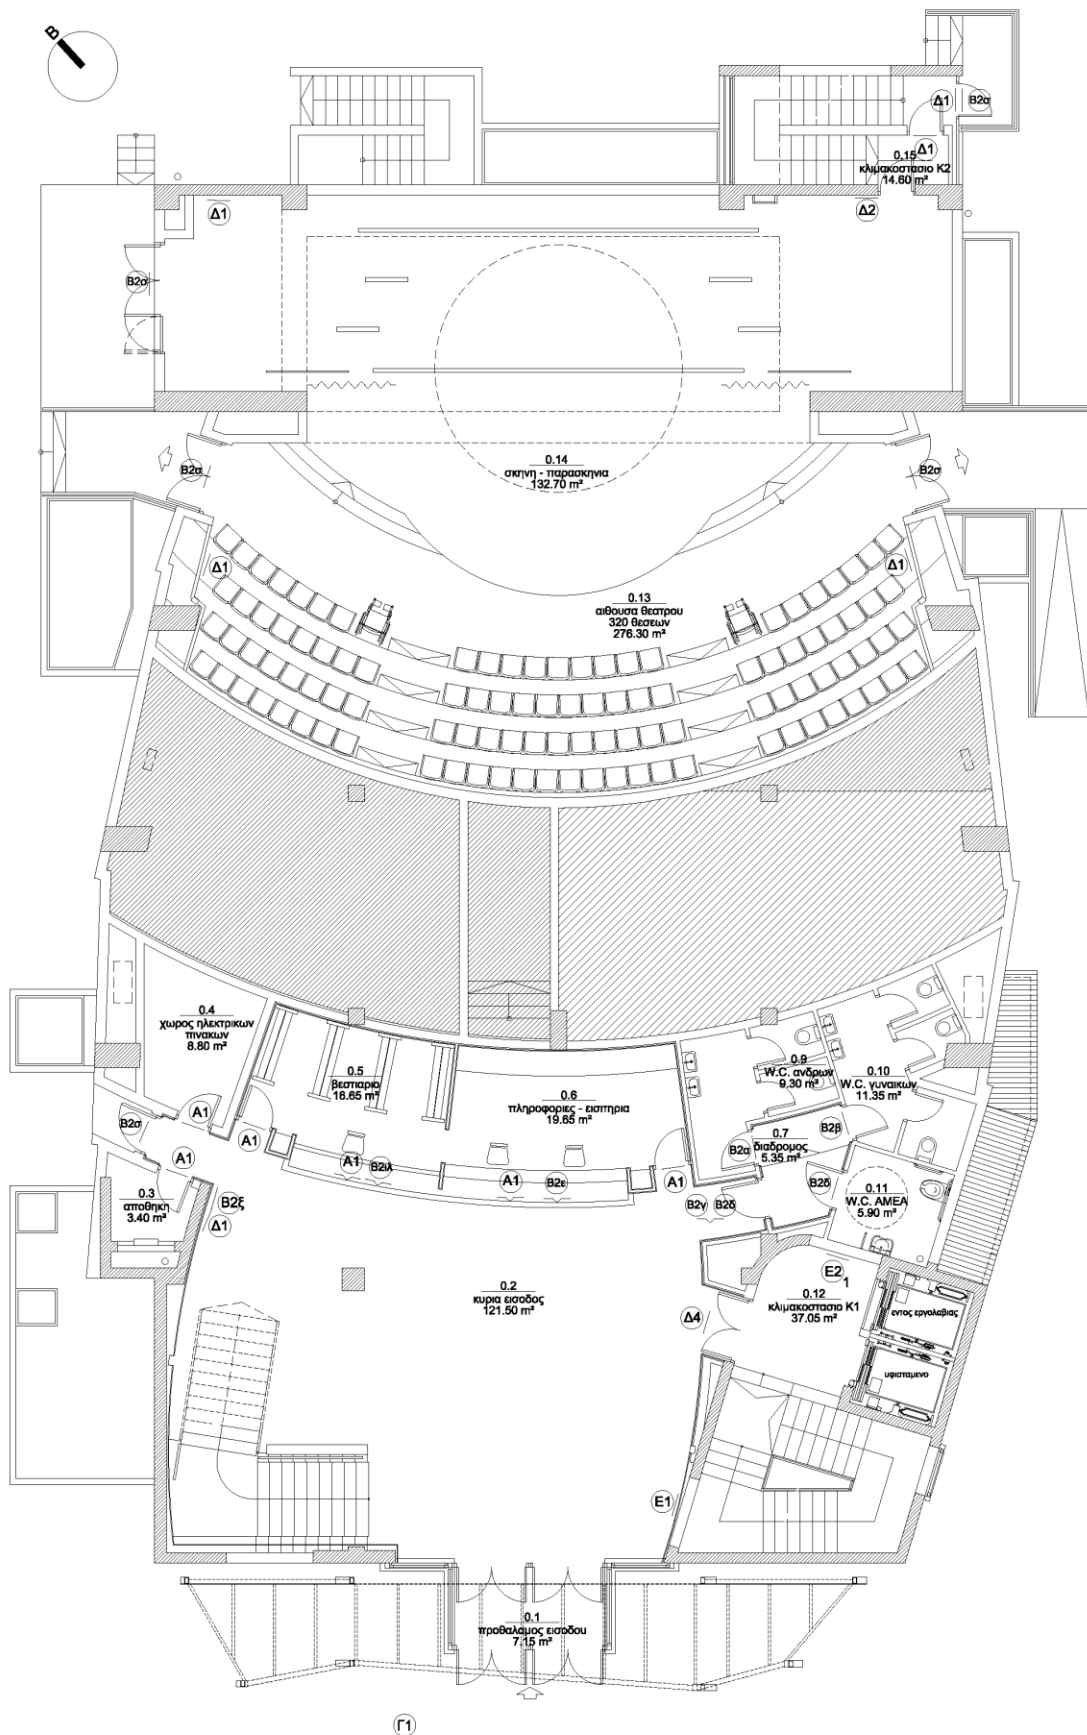 Β
Δ1
Β2σ
0.15
Δ1
κλιμακοστασιο Κ2
14.60 m²
Δ1
Δ2
Β2σ
0.14
σκηνη - παρασκηνια
132.70 m²
Β2σ
Β2σ
Δ1
Δ1
0.13
αιθουσα θεατρου
320 θεσεων
276.30 m²
0.4
χωρος ηλεκτρικων
πινακων
8.80 m²
0.5
βεστιαριο
16.65 m²
0.6
πληροφοριες - εισιτηρια
19.65 m²
0.9
W.C. ανδρων
9.30 m²
0.10
W.C. γυναικων
11.35 m²
Β2σ
Α1
Α1
Α1
0.7
διαδρομος
5.35 m²
Β2α
Β2β
Α1
Β2ιλ
Α1
Β2ε
Α1
Β2γ
Β2δ
Β2δ
0.11
W.C. ΑΜΕΑ
5.90 m²
0.3
αποθηκη
3.40 m²
Β2ξ
Δ1
0.2
κυρια εισοδος
121.50 m²
Ε2
1
0.12
κλιμακοστασιο Κ1
37.05 m²
Δ4
εντος εργολαβιας
υφισταμενο
Ε1
0.1
προθαλαμος εισοδου
7.15 m²
Γ1